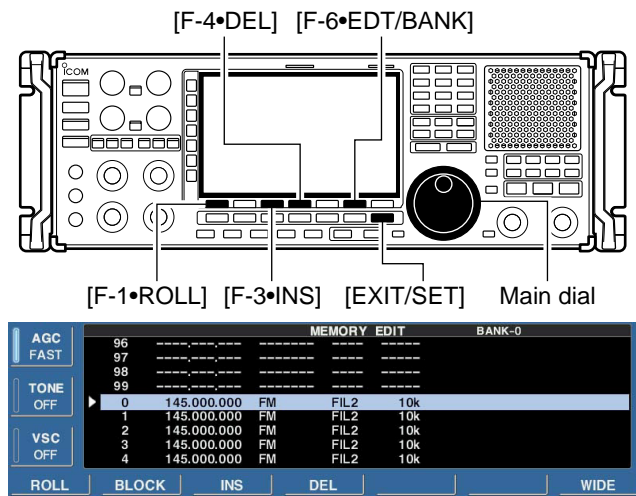 [F-4•DEL] [F-6•EDT/BANK]
ICOM
[F-1•ROLL] [F-3•INS] [EXIT/SET] Main dial
MEMORY EDIT BANK-0
AGC
FAST
TONE
OFF
VSC
OFF
96 ----,---,--- ------- ---- -----
97 ----,---,--- ------- ---- -----
98 ----,---,--- ------- ---- -----
99 ----,---,--- ------- ---- -----
0 145.000.000 FM FIL2 10k
1 145.000.000 FM FIL2 10k
2 145.000.000 FM FIL2 10k
3 145.000.000 FM FIL2 10k
4 145.000.000 FM FIL2 10k
ROLL BLOCK INS DEL WIDE